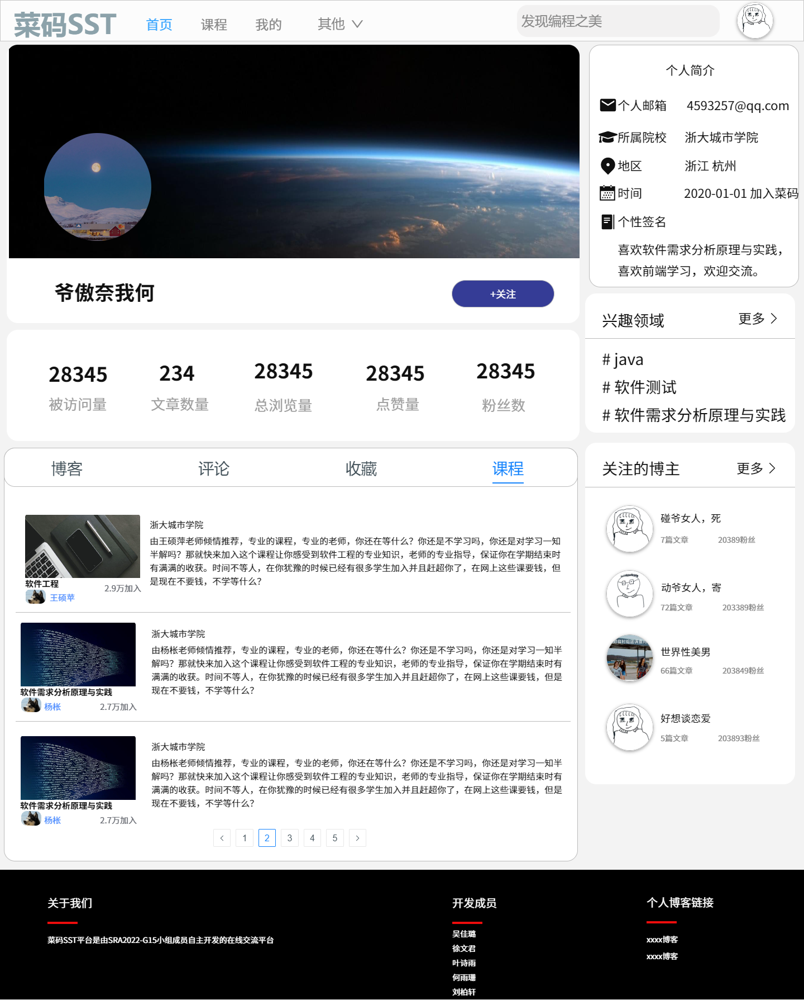 菜码SST
首页
课程
我的
其他
发现编程之美
爷傲奈我何
+关注
28345
234
28345
28345
28345
被访问量
文章数量
总浏览量
点赞量
粉丝数
博客
评论
收藏
课程
浙大城市学院
由王硕萍老师倾情推荐，专业的课程，专业的老师，你还在等什么？你还是不学习吗，你还是对学习一知
半解吗？那就快来加入这个课程让你感受到软件工程的专业知识，老师的专业指导，保证你在学期结束时
有满满的收获。时间不等人，在你犹豫的时候已经有很多学生加入并且赶超你了，在网上这些课要钱，但
是现在不要钱，不学等什么？
软件工程
王硕苹
2.9万加入
浙大城市学院
由杨枨老师倾情推荐，专业的课程，专业的老师，你还在等什么？你还是不学习吗，你还是对学习一知半
解吗？那就快来加入这个课程让你感受到软件工程的专业知识，老师的专业指导，保证你在学期结束时有
满满的收获。时间不等人，在你犹豫的时候已经有很多学生加入并且赶超你了，在网上这些课要钱，但是
现在不要钱，不学等什么？
软件需求分析原理与实践
杨枨
2.7万加入
浙大城市学院
由杨枨老师倾情推荐，专业的课程，专业的老师，你还在等什么？你还是不学习吗，你还是对学习一知半
解吗？那就快来加入这个课程让你感受到软件工程的专业知识，老师的专业指导，保证你在学期结束时有
满满的收获。时间不等人，在你犹豫的时候已经有很多学生加入并且赶超你了，在网上这些课要钱，但是
现在不要钱，不学等什么？
软件需求分析原理与实践
杨枨
2.7万加入
1
2
3
4
5
个人简介
个人邮箱 4593257@qq.com
所属院校 浙大城市学院
地区 浙江 杭州
时间 2020-01-01 加入菜码
个性签名
喜欢软件需求分析原理与实践，
喜欢前端学习，欢迎交流。
兴趣领域
更多
# java
# 软件测试
# 软件需求分析原理与实践
关注的博主
更多
碰爷女人，死
7篇文章 20389粉丝
动爷女人，寄
72篇文章 203389粉丝
世界性美男
66篇文章 203849粉丝
好想谈恋爱
5篇文章 203893粉丝
关于我们
菜码SST平台是由SRA2022-G15小组成员自主开发的在线交流平台
开发成员
吴佳璐
徐文君
叶诗雨
何雨珊
刘柏轩
个人博客链接
xxxx博客
xxxx博客